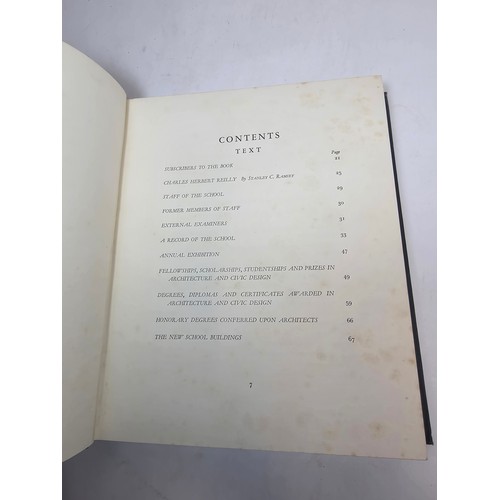 CONTENTS
TEXT
Page
SUBSCRIBERS TO THE BOOK 21
CHARLES HERBERT REILLY By STANLEY C. RAMSEY 23
STAFF OF THE SCHOOL 29
FORMER MEMBERS OF STAFF 30
EXTERNAL EXAMINERS 31
A RECORD OF THE SCHOOL 33
ANNUAL EXHIBITION 47
FELLOWSHIPS, SCHOLARSHIPS, STUDENTSHIPS AND PRIZES IN
ARCHITECTURE AND CIVIC DESIGN 49
DEGREES, DIPLOMAS AND CERTIFICATES AWARDED IN
ARCHITECTURE AND CIVIC DESIGN 59
HONORARY DEGREES CONFERRED UPON ARCHITECTS 66
THE NEW SCHOOL BUILDINGS 67
7